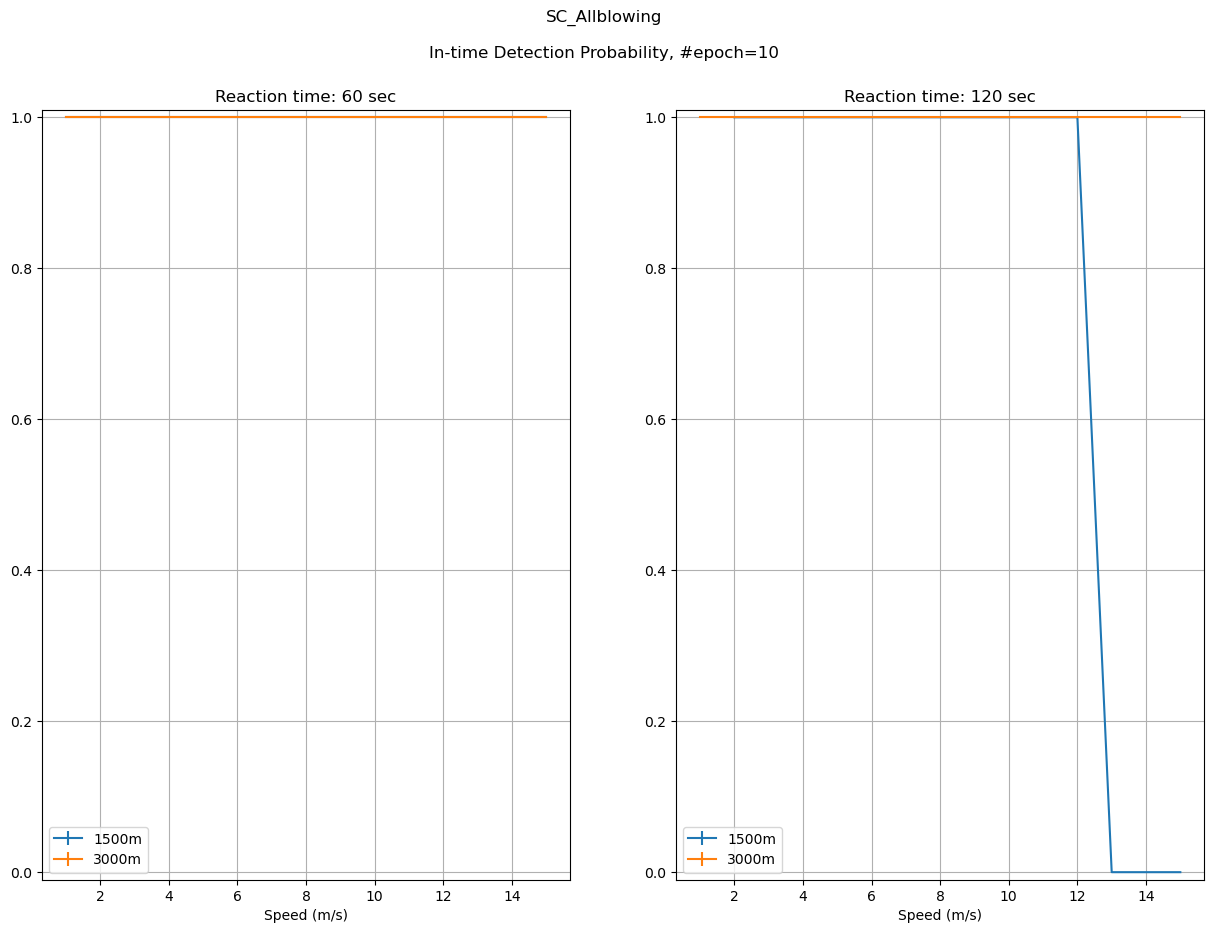 SC_Allblowing
In-time Detection Probability, #epoch=10
Reaction time: 60 sec
1.0
0.8
0.6
0.4
0.2
0.0
1500m
3000m
2 4 6 8 10 12 14
Speed (m/s)
Reaction time: 120 sec
1.0
0.8
0.6
0.4
0.2
0.0
1500m
3000m
2 4 6 8 10 12 14
Speed (m/s)